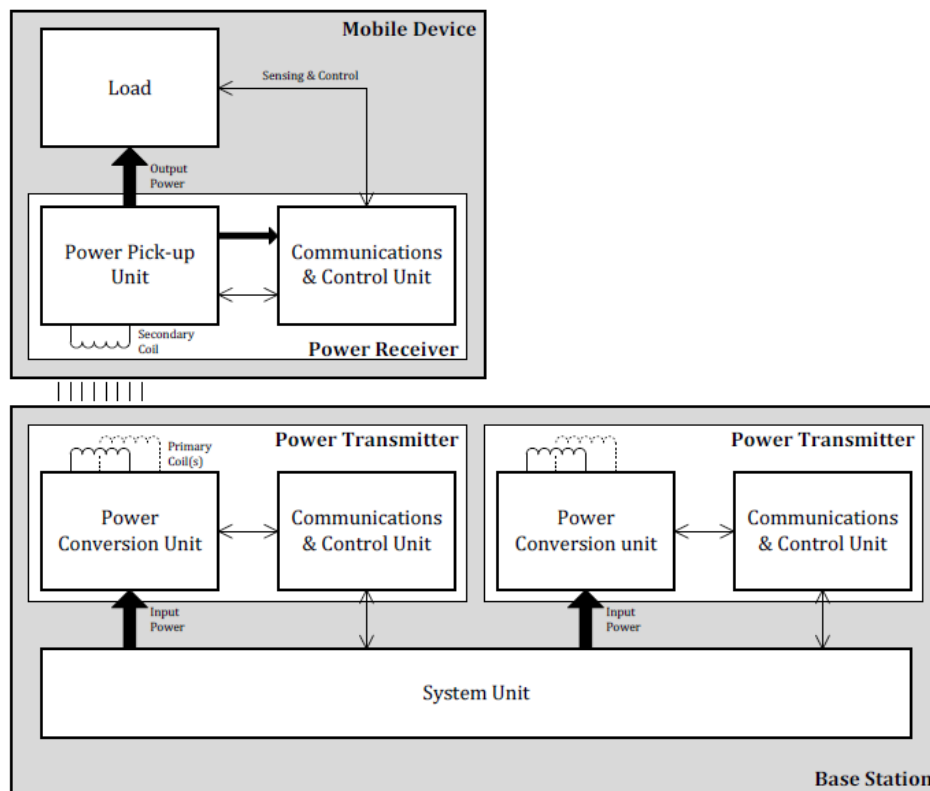 Mobile Device
Load
Sensing & Control
Output
Power
Power Pick-up
Unit
Communications
& Control Unit
Secondary
Coil
Power Receiver
Power Transmitter
Primary
Coil(s)
Power
Conversion Unit
Communications
& Control Unit
Input
Power
Power Transmitter
Power
Conversion unit
Communications
& Control Unit
Input
Power
System Unit
Base Station